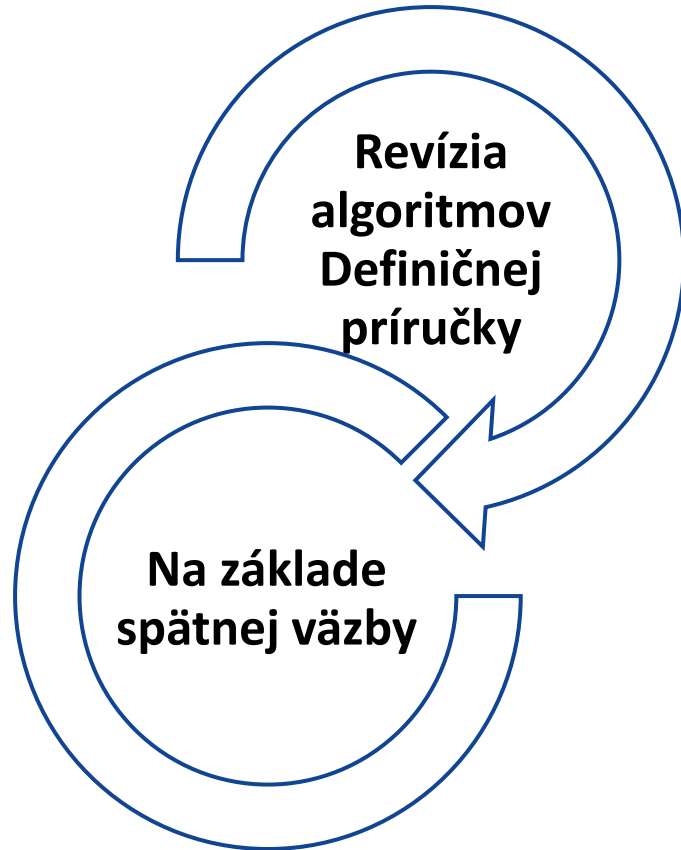 Revízia
algoritmov
Definičnej
príručky
Na základe
spätnej väzby